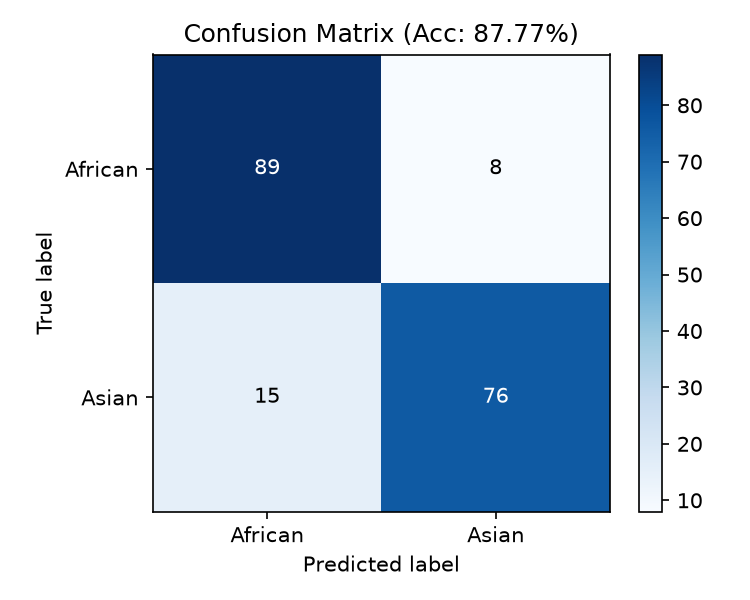 Confusion Matrix (Acc: 87.77%)
True label
African
Asian
89
8
15
76
African
Asian
Predicted label
80
70
60
50
40
30
20
10